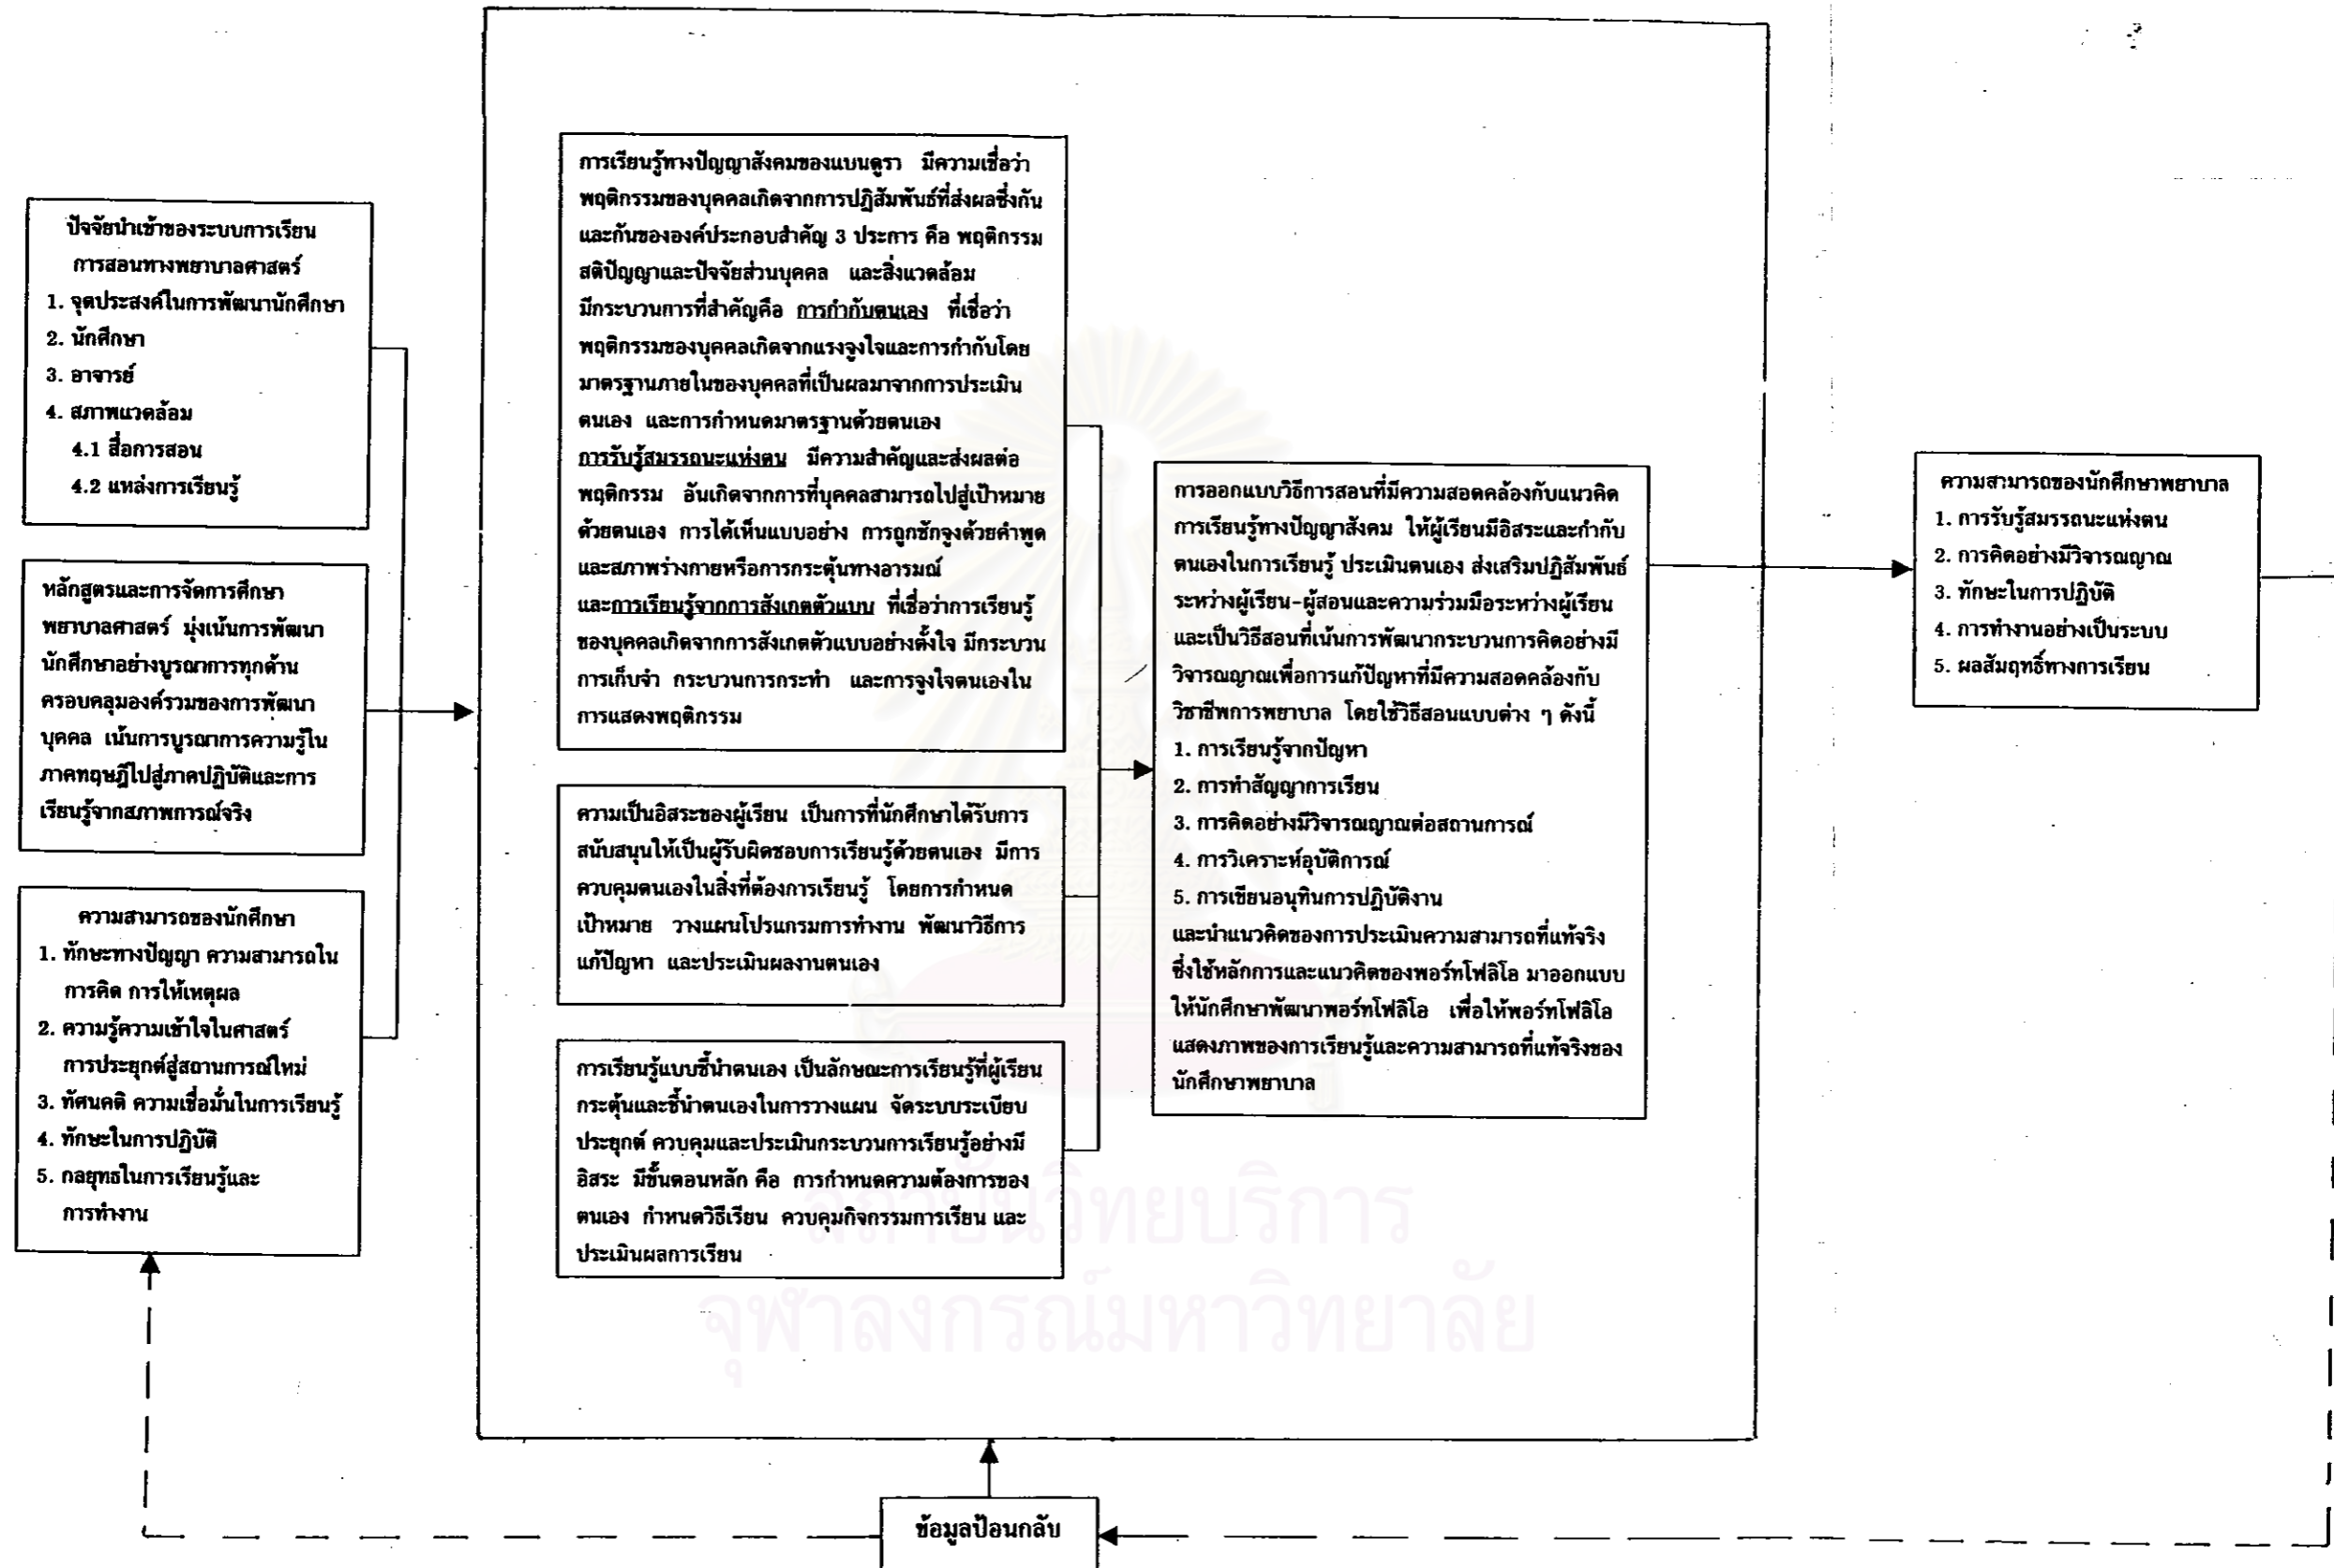 ปัจจัยนำเข้าของระบบการเรียน
การสอนทางพยาบาลศาสตร์
1. จุดประสงค์ในการพัฒนานักศึกษา
2. นักศึกษา
3. อาจารย์
4. สภาพแวดล้อม
4.1 สื่อการสอน
4.2 แหล่งการเรียนรู้
หลักสูตรและการจัดการศึกษา
พยาบาลศาสตร์ มุ่งเน้นการพัฒนา
นักศึกษาอย่างบูรณาการทุกด้าน
ครอบคลุมองค์รวมของการพัฒนา
บุคคล เน้นการบูรณาการความรู้ใน
ภาคทฤษฎีไปสู่ภาคปฏิบัติและการ
เรียนรู้จากสภาพการณ์จริง
ความสามารถของนักศึกษา
1. ทักษะทางปัญญา ความสามารถใน
การคิด การให้เหตุผล
2. ความรู้ความเข้าใจในศาสตร์
การประยุกต์สู่สถานการณ์ใหม่
3. ทัศนคติ ความเชื่อมั่นในการเรียนรู้
4. ทักษะในการปฏิบัติ
5. กลยุทธในการเรียนรู้และ
การทำงาน
การเรียนรู้ทางปัญญาสังคมของแบนดูรา มีความเชื่อว่า
พฤติกรรมของบุคคลเกิดจากการปฏิสัมพันธ์ที่ส่งผลซึ่งกัน
และกันขององค์ประกอบสำคัญ 3 ประการ คือ พฤติกรรม
สติปัญญาและปัจจัยส่วนบุคคล และสิ่งแวดล้อม
มีกระบวนการที่สำคัญคือ การกำกับตนเอง ที่เชื่อว่า
พฤติกรรมของบุคคลเกิดจากแรงจูงใจและการกำกับโดย
มาตรฐานภายในของบุคคลที่เป็นผลมาจากการประเมิน
ตนเอง และการกำหนดมาตรฐานด้วยตนเอง
การรับรู้สมรรถนะแห่งตน มีความสำคัญและส่งผลต่อ
พฤติกรรม อันเกิดจากการที่บุคคลสามารถไปสู่เป้าหมาย
ด้วยตนเอง การได้เห็นแบบอย่าง การถูกชักจูงด้วยคำพูด
และสภาพร่างกายหรือการกระตุ้นทางอารมณ์
และการเรียนรู้จากการสังเกตตัวแบบ ที่เชื่อว่าการเรียนรู้
ของบุคคลเกิดจากการสังเกตตัวแบบอย่างตั้งใจ มีกระบวน
การเก็บจำ กระบวนการกระทำ และการจูงใจตนเองใน
การแสดงพฤติกรรม
ความเป็นอิสระของผู้เรียน เป็นการที่นักศึกษาได้รับการ
สนับสนุนให้เป็นผู้รับผิดชอบการเรียนรู้ด้วยตนเอง มีการ
ควบคุมตนเองในสิ่งที่ต้องการเรียนรู้ โดยการกำหนด
เป้าหมาย วางแผนโปรแกรมการทำงาน พัฒนาวิธีการ
แก้ปัญหา และประเมินผลงานตนเอง
การเรียนรู้แบบชี้นำตนเอง เป็นลักษณะการเรียนรู้ที่ผู้เรียน
กระตุ้นและชี้นำตนเองในการวางแผน จัดระบบระเบียบ
ประยุกต์ ควบคุมและประเมินกระบวนการเรียนรู้อย่างมี
อิสระ มีขั้นตอนหลัก คือ การกำหนดความต้องการของ
ตนเอง กำหนดวิธีเรียน ควบคุมกิจกรรมการเรียน และ
ประเมินผลการเรียน
การออกแบบวิธีการสอนที่มีความสอดคล้องกับแนวคิด
การเรียนรู้ทางปัญญาสังคม ให้ผู้เรียนมีอิสระและกำกับ
ตนเองในการเรียนรู้ ประเมินตนเอง ส่งเสริมปฏิสัมพันธ์
ระหว่างผู้เรียน-ผู้สอนและความร่วมมือระหว่างผู้เรียน
และเป็นวิธีสอนที่เน้นการพัฒนากระบวนการคิดอย่างมี
วิจารณญาณเพื่อการแก้ปัญหาที่มีความสอดคล้องกับ
วิชาชีพการพยาบาล โดยใช้วิธีสอนแบบต่าง ๆ ดังนี้
1. การเรียนรู้จากปัญหา
2. การทำสัญญาการเรียน
3. การคิดอย่างมีวิจารณญาณต่อสถานการณ์
4. การวิเคราะห์อุบัติการณ์
5. การเขียนอนุทินการปฏิบัติงาน
และนำแนวคิดของการประเมินความสามารถที่แท้จริง
ซึ่งใช้หลักการและแนวคิดของพอร์ทโฟลิโอ มาออกแบบ
ให้นักศึกษาพัฒนาพอร์ทโฟลิโอ เพื่อให้พอร์ทโฟลิโอ
แสดงภาพของการเรียนรู้และความสามารถที่แท้จริงของ
นักศึกษาพยาบาล
ความสามารถของนักศึกษาพยาบาล
1. การรับรู้สมรรถนะแห่งตน
2. การคิดอย่างมีวิจารณญาณ
3. ทักษะในการปฏิบัติ
4. การทำงานอย่างเป็นระบบ
5. ผลสัมฤทธิ์ทางการเรียน
ข้อมูลป้อนกลับ
สถาบันวิทยบริการ
จุฬาลงกรณ์มหาวิทยาลัย